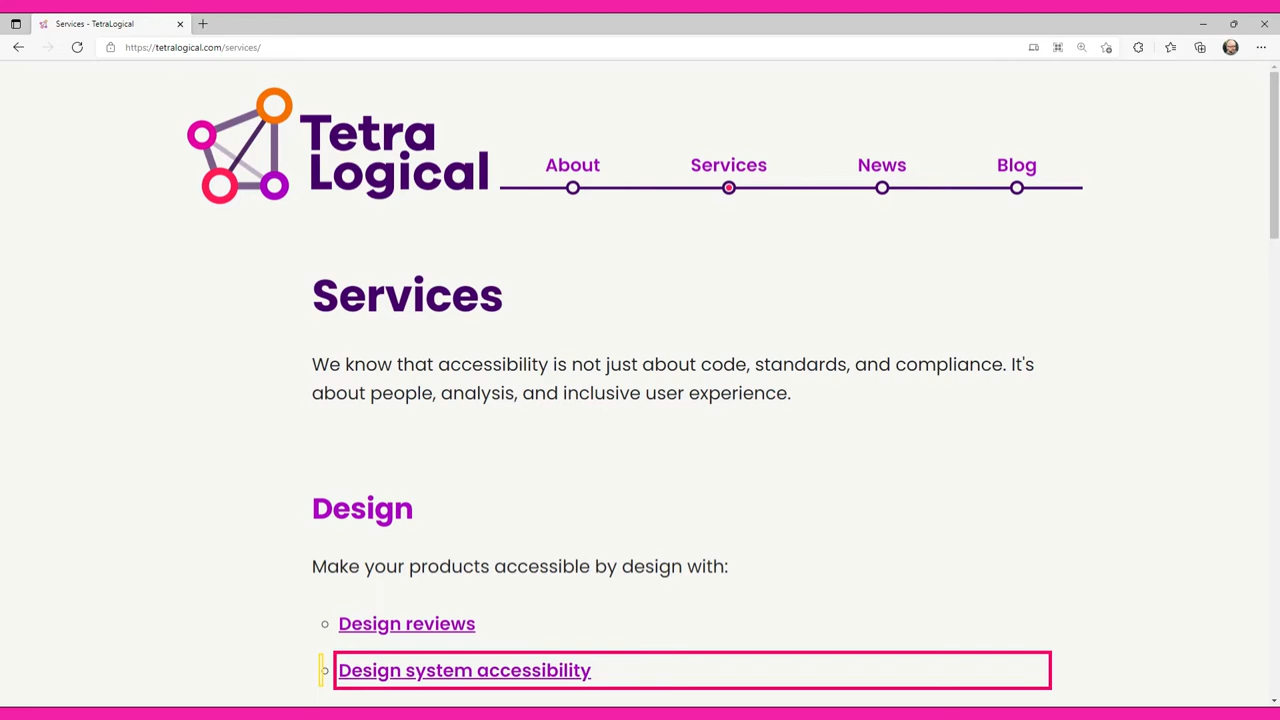 Services - TetraLogical
https://tetralogical.com/services/
Tetra
Logical
About Services News Blog
Services
We know that accessibility is not just about code, standards, and compliance. It's
about people, analysis, and inclusive user experience.
Design
Make your products accessible by design with:
Design reviews
Design system accessibility